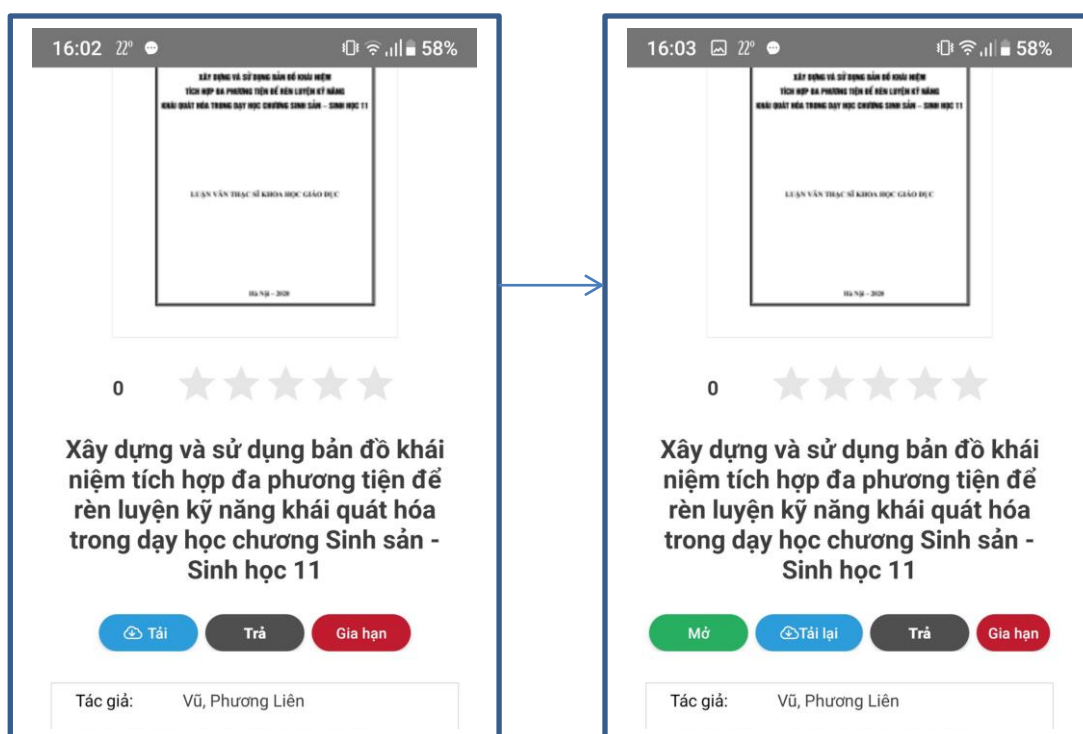 16:02 22° 58%
XÂY DỰNG VÀ SỬ DỤNG BẢN ĐỒ KHÁI NIỆM
TÍCH HỢP ĐA PHƯƠNG TIỆN ĐỂ RÈN LUYỆN KỸ NĂNG
KHÁI QUÁT HÓA TRONG DẠY HỌC CHƯƠNG SINH SẢN – SINH HỌC 11
LUẬN VĂN THẠC SĨ KHOA HỌC GIÁO DỤC
Hà Nội – 2020
0
Xây dựng và sử dụng bản đồ khái
niệm tích hợp đa phương tiện để
rèn luyện kỹ năng khái quát hóa
trong dạy học chương Sinh sản -
Sinh học 11
Tải Trả Gia hạn
Tác giả: Vũ, Phương Liên
16:03 22° 58%
XÂY DỰNG VÀ SỬ DỤNG BẢN ĐỒ KHÁI NIỆM
TÍCH HỢP ĐA PHƯƠNG TIỆN ĐỂ RÈN LUYỆN KỸ NĂNG
KHÁI QUÁT HÓA TRONG DẠY HỌC CHƯƠNG SINH SẢN – SINH HỌC 11
LUẬN VĂN THẠC SĨ KHOA HỌC GIÁO DỤC
Hà Nội – 2020
0
Xây dựng và sử dụng bản đồ khái
niệm tích hợp đa phương tiện để
rèn luyện kỹ năng khái quát hóa
trong dạy học chương Sinh sản -
Sinh học 11
Mở Tải lại Trả Gia hạn
Tác giả: Vũ, Phương Liên